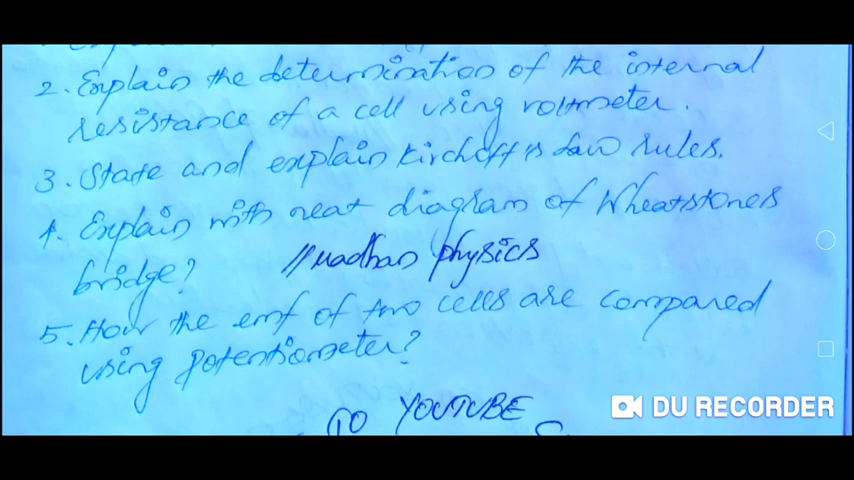 2. Explain the determination of the internal
resistance of a cell using voltmeter.
3. State and explain Kirchoff's law rules.
4. Explain with neat diagram of Wheatstones
bridge? //Madhan physics
5. How the emf of two cells are compared
using potentiometer?
TO YOUTUBE
DU RECORDER